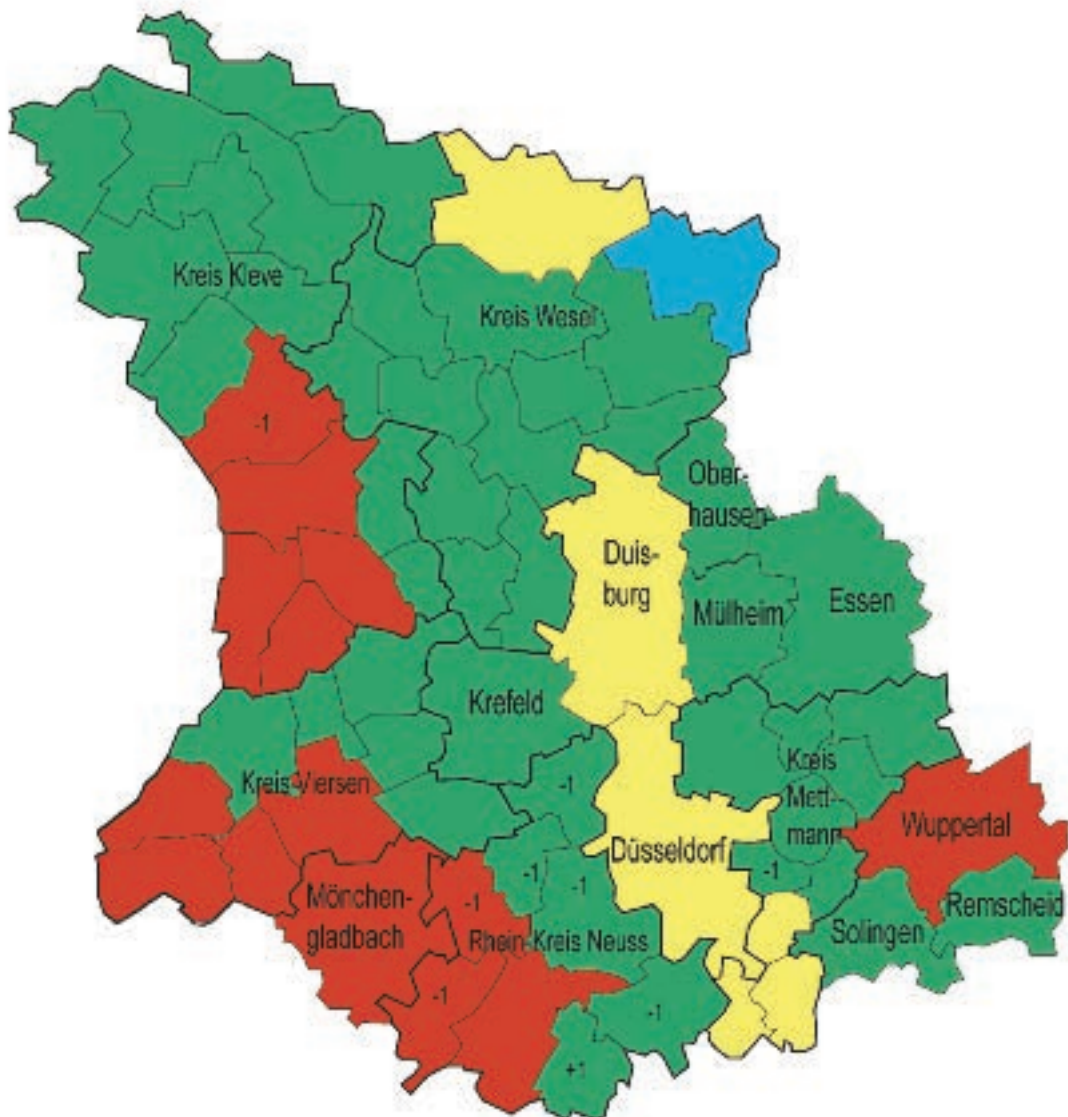 Kreis Kleve
Kreis Wesel
-1
Ober-
hausen
Duis-
burg
Mülheim
Essen
Krefeld
Kreis
Mett-
mann
Kreis-Viersen
-1
Wuppertal
Düsseldorf
-1
-1
-1
-1
Mönchen-
gladbach
Rhein-Kreis Neuss
Solingen
Remscheid
-1
-1
+1